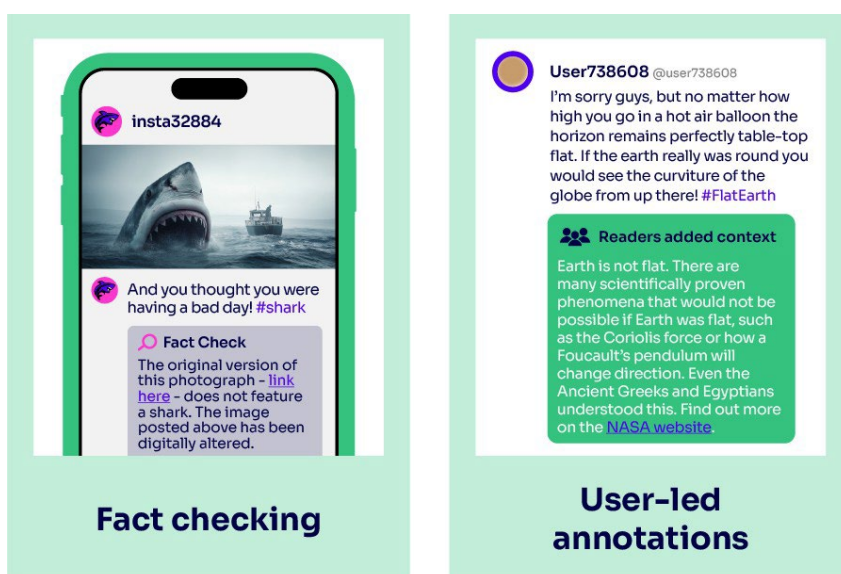 insta32884
And you thought you were
having a bad day! #shark
Fact Check
The original version of
this photograph - link
here - does not feature
a shark. The image
posted above has been
digitally altered.
Fact checking
User738608 @user738608
I'm sorry guys, but no matter how
high you go in a hot air balloon the
horizon remains perfectly table-top
flat. If the earth really was round you
would see the curviture of the
globe from up there! #FlatEarth
Readers added context
Earth is not flat. There are
many scientifically proven
phenomena that would not be
possible if Earth was flat, such
as the Coriolis force or how a
Foucault's pendulum will
change direction. Even the
Ancient Greeks and Egyptians
understood this. Find out more
on the NASA website.
User-led
annotations